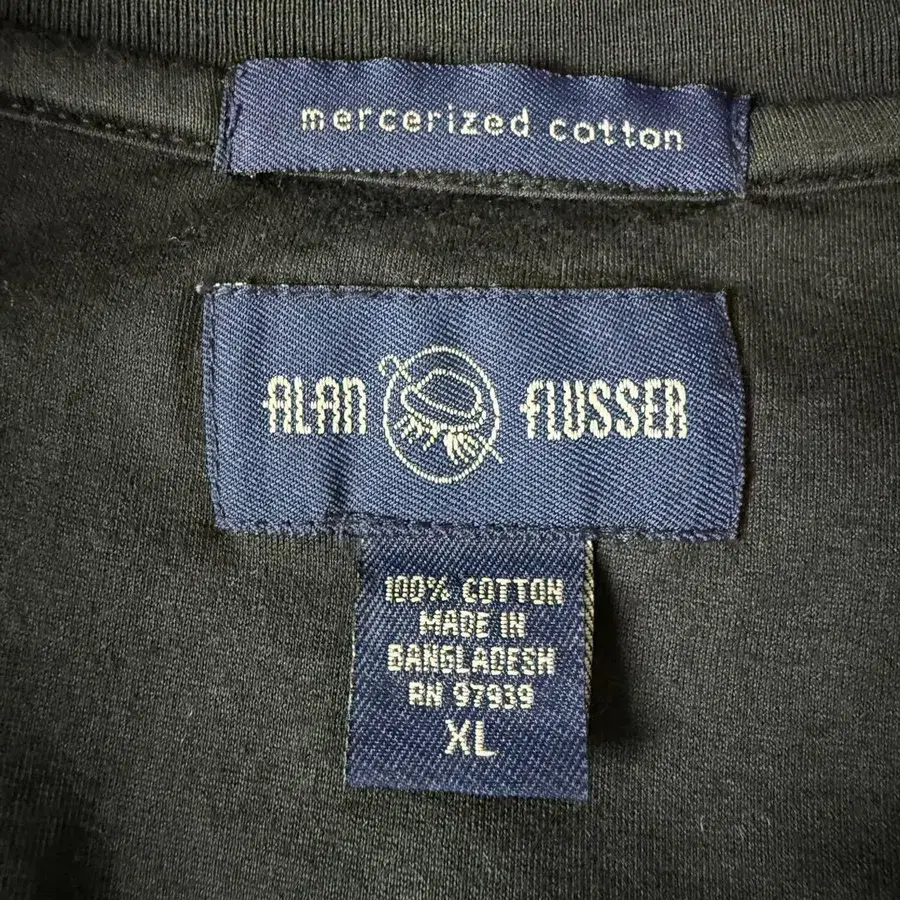 mercerized cotton
ALAN FLUSSER
100% COTTON
MADE IN
BANGLADESH
RN 97939
XL